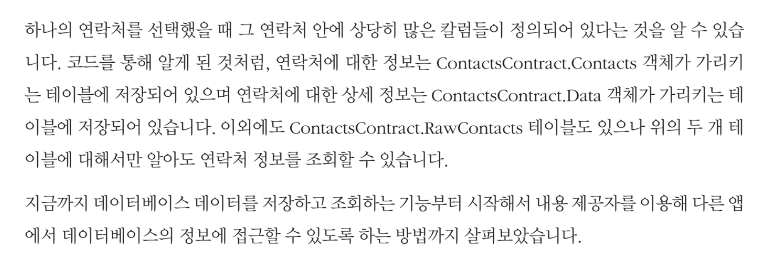 하나의 연락처를 선택했을 때 그 연락처 안에 상당히 많은 칼럼들이 정의되어 있다는 것을 알 수 있습
니다. 코드를 통해 알게 된 것처럼, 연락처에 대한 정보는 ContactsContract.Contacts 객체가 가리키
는 테이블에 저장되어 있으며 연락처에 대한 상세 정보는 ContactsContract.Data 객체가 가리키는 테
이블에 저장되어 있습니다. 이외에도 ContactsContract.RawContacts 테이블도 있으나 위의 두 개 테
이블에 대해서만 알아도 연락처 정보를 조회할 수 있습니다.
지금까지 데이터베이스 데이터를 저장하고 조회하는 기능부터 시작해서 내용 제공자를 이용해 다른 앱
에서 데이터베이스의 정보에 접근할 수 있도록 하는 방법까지 살펴보았습니다.